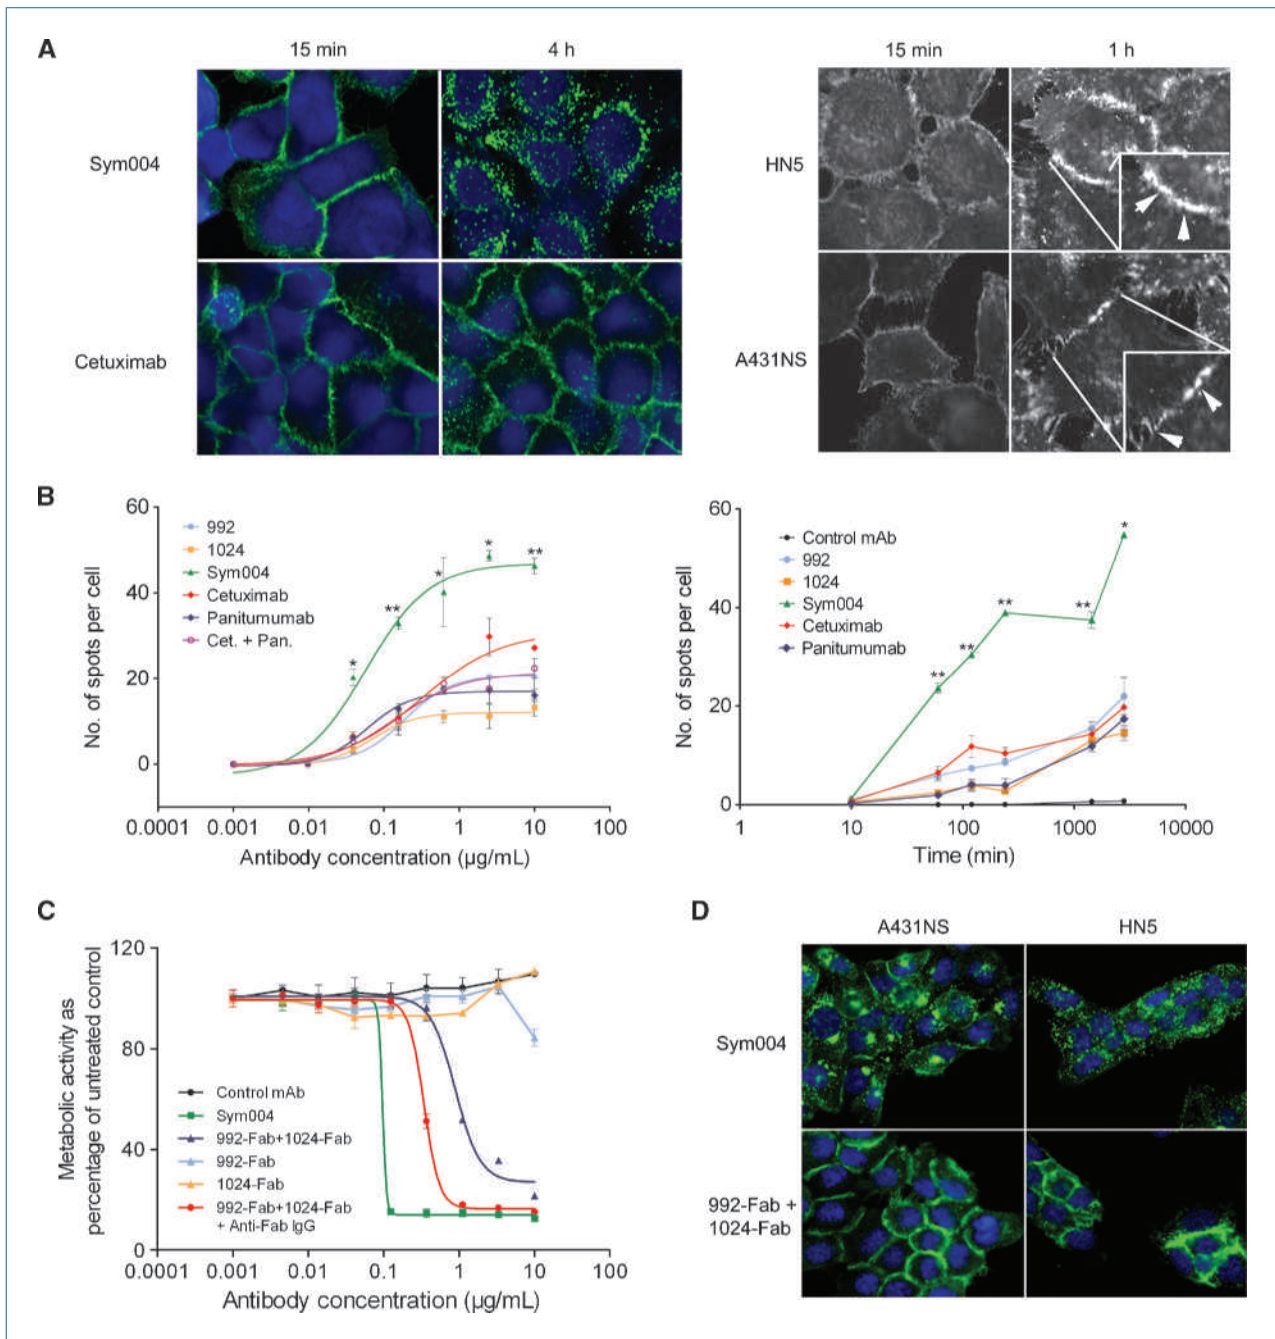 A
15 min
4 h
15 min
1 h
Sym004
HN5
Cetuximab
A431NS
B
60
40
20
0
No. of spots per cell
992
1024
Sym004
Cetuximab
Panitumumab
Cet. + Pan.
*
**
*
*
**
0.0001 0.001 0.01 0.1 1 10 100
Antibody concentration (µg/mL)
60
40
20
0
No. of spots per cell
Control mAb
992
1024
Sym004
Cetuximab
Panitumumab
**
**
**
**
*
1 10 100 1000 10000
Time (min)
C
120
80
40
0
Metabolic activity as
percentage of untreated control
Control mAb
Sym004
992-Fab+1024-Fab
992-Fab
1024-Fab
992-Fab+1024-Fab
+ Anti-Fab IgG
0.0001 0.001 0.01 0.1 1 10 100
Antibody concentration (µg/mL)
D
A431NS
HN5
Sym004
992-Fab +
1024-Fab